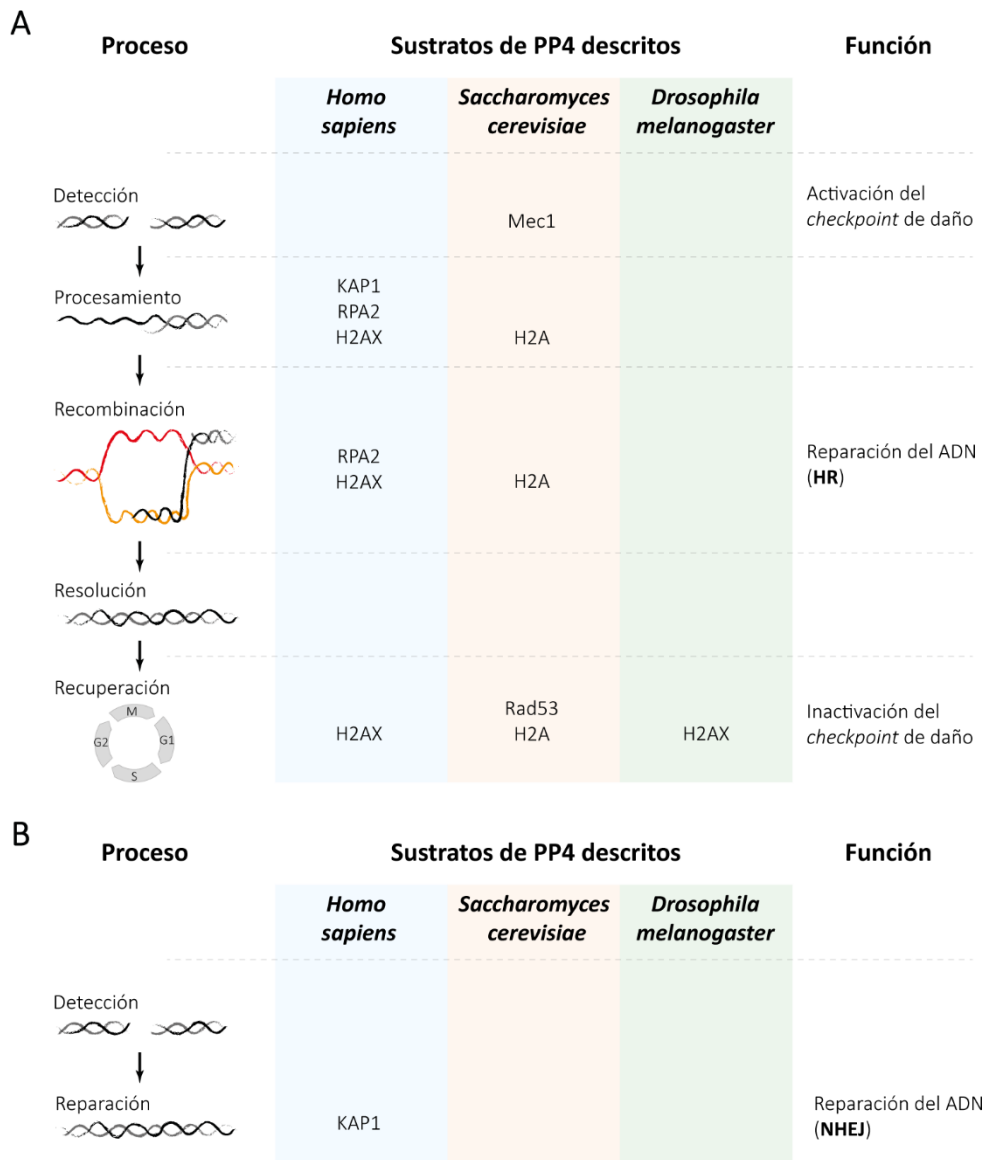 A
Proceso
Sustratos de PP4 descritos
Función
Homo
sapiens
Saccharomyces
cerevisiae
Drosophila
melanogaster
Detección
Mec1
Activación del
checkpoint de daño
Procesamiento
KAP1
RPA2
H2AX
H2A
Recombinación
RPA2
H2AX
H2A
Reparación del ADN
(HR)
Resolución
Recuperación
M
G2
G1
S
H2AX
Rad53
H2A
H2AX
Inactivación del
checkpoint de daño
B
Proceso
Sustratos de PP4 descritos
Función
Homo
sapiens
Saccharomyces
cerevisiae
Drosophila
melanogaster
Detección
Reparación
KAP1
Reparación del ADN
(NHEJ)